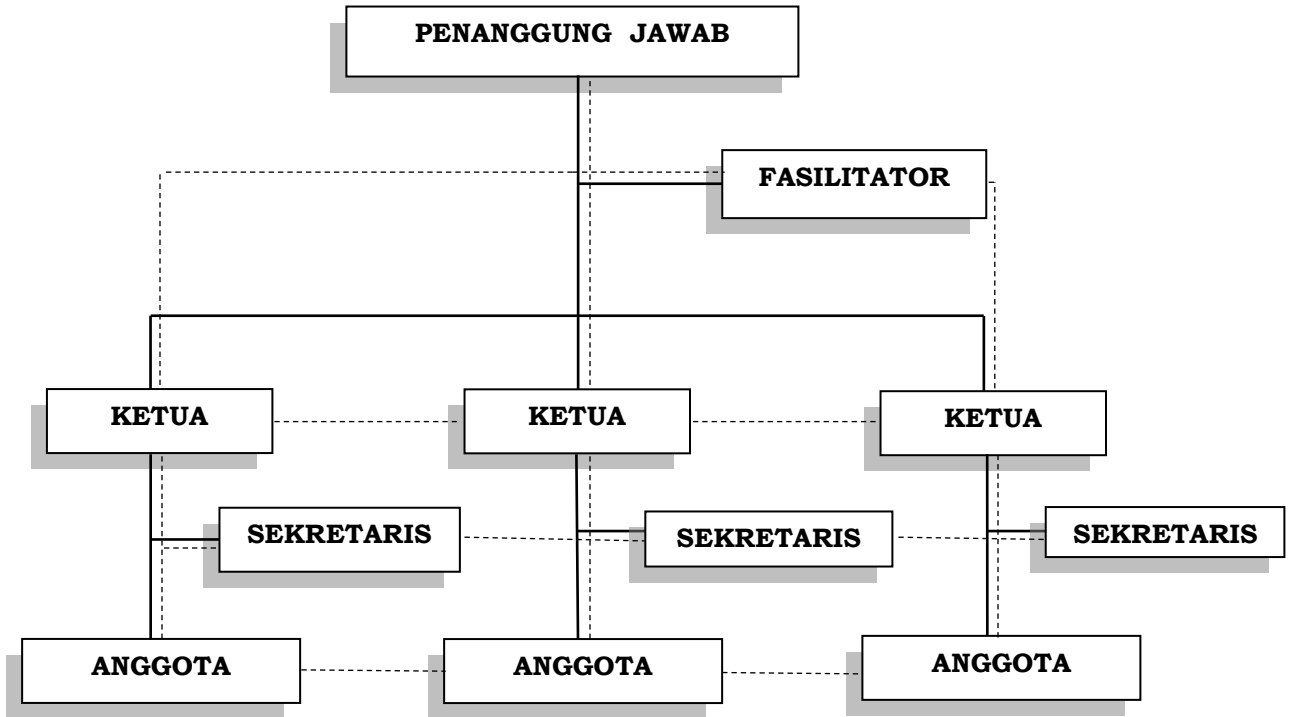 PENANGGUNG JAWAB
FASILITATOR
KETUA
KETUA
KETUA
SEKRETARIS
SEKRETARIS
SEKRETARIS
ANGGOTA
ANGGOTA
ANGGOTA